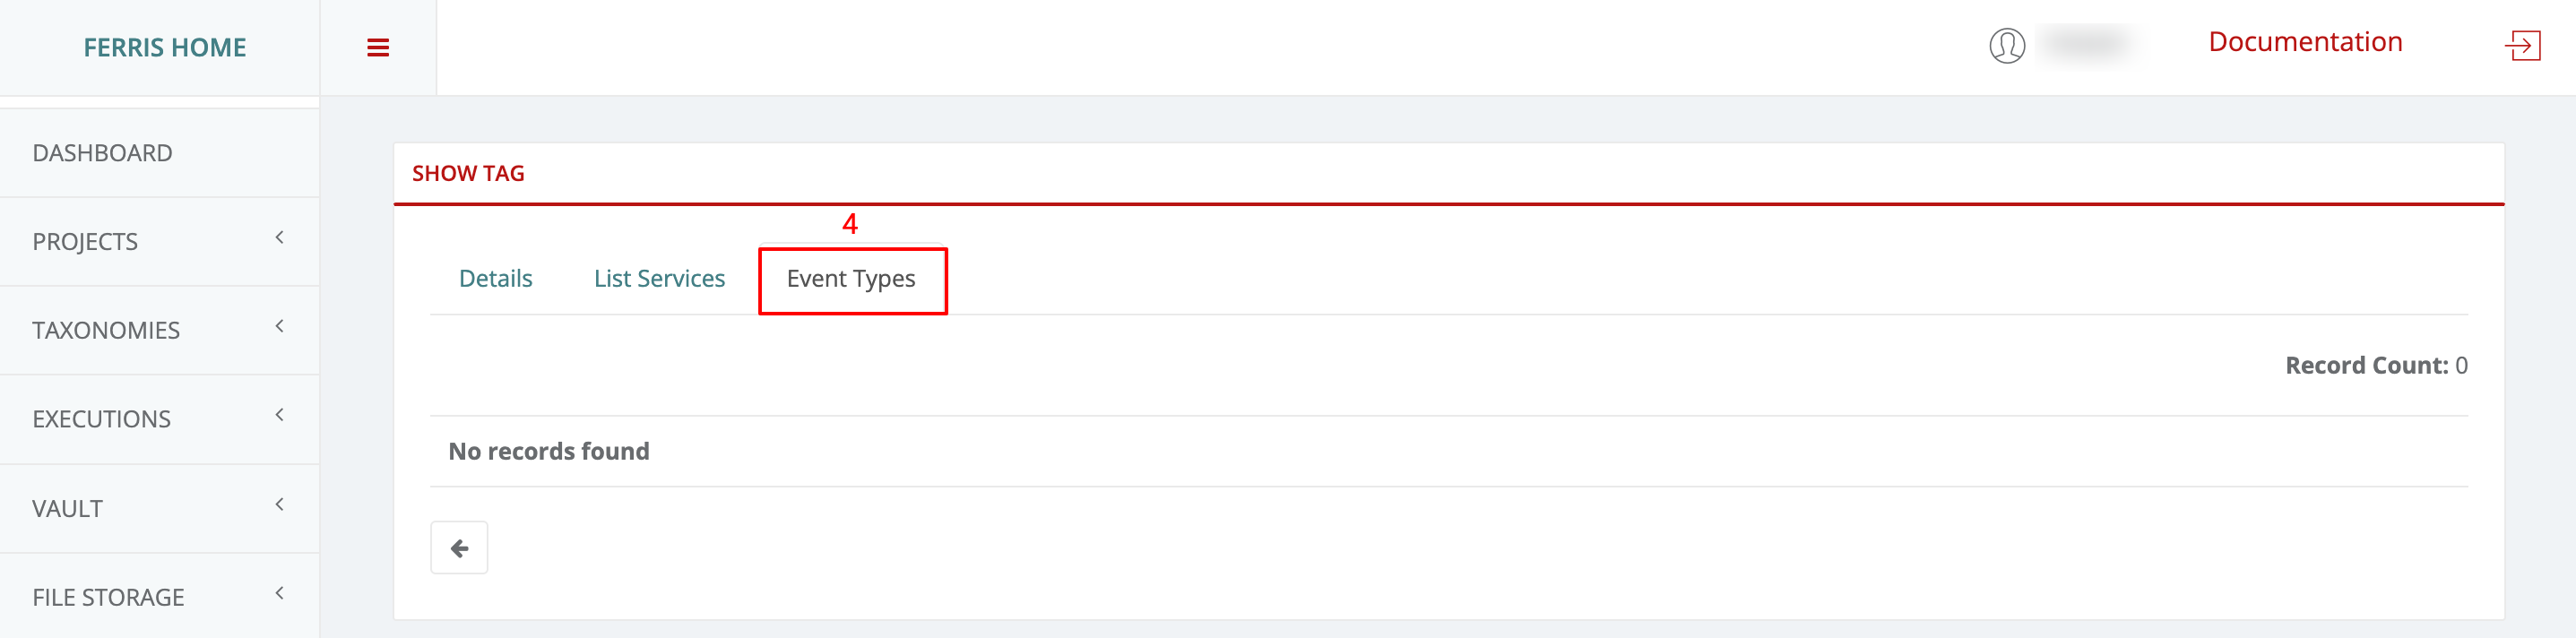 FERRIS HOME
Documentation
DASHBOARD
PROJECTS
TAXONOMIES
EXECUTIONS
VAULT
FILE STORAGE
SHOW TAG
4
Details List Services Event Types
Record Count: 0
No records found